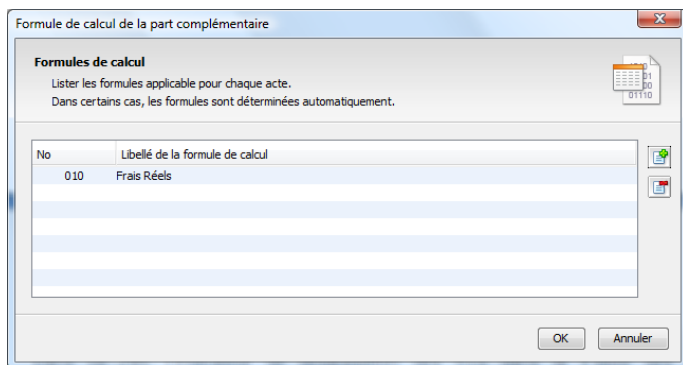 Formule de calcul de la part complémentaire
Formules de calcul
Lister les formules applicable pour chaque acte.
Dans certains cas, les formules sont déterminées automatiquement.
No Libellé de la formule de calcul
010 Frais Réels
OK Annuler